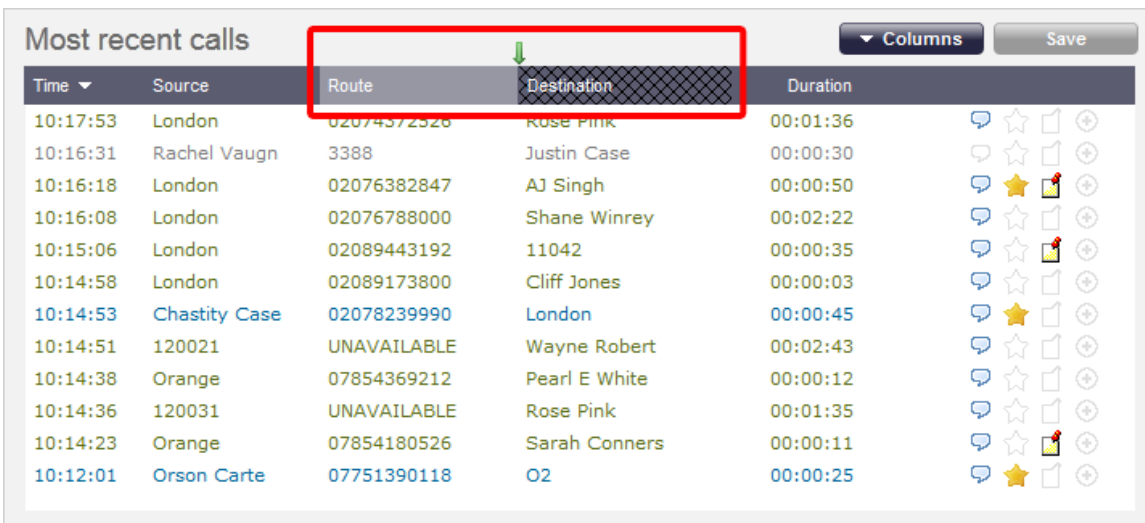 Most recent calls Columns Save
Time Source Route Destination Duration
10:17:53 London 02074372526 Rose Pink 00:01:36
10:16:31 Rachel Vaugn 3388 Justin Case 00:00:30
10:16:18 London 02076382847 AJ Singh 00:00:50
10:16:08 London 02076788000 Shane Winrey 00:02:22
10:15:06 London 02089443192 11042 00:00:35
10:14:58 London 02089173800 Cliff Jones 00:00:03
10:14:53 Chastity Case 02078239990 London 00:00:45
10:14:51 120021 UNAVAILABLE Wayne Robert 00:02:43
10:14:38 Orange 07854369212 Pearl E White 00:00:12
10:14:36 120031 UNAVAILABLE Rose Pink 00:01:35
10:14:23 Orange 07854180526 Sarah Conners 00:00:11
10:12:01 Orson Carte 07751390118 O2 00:00:25